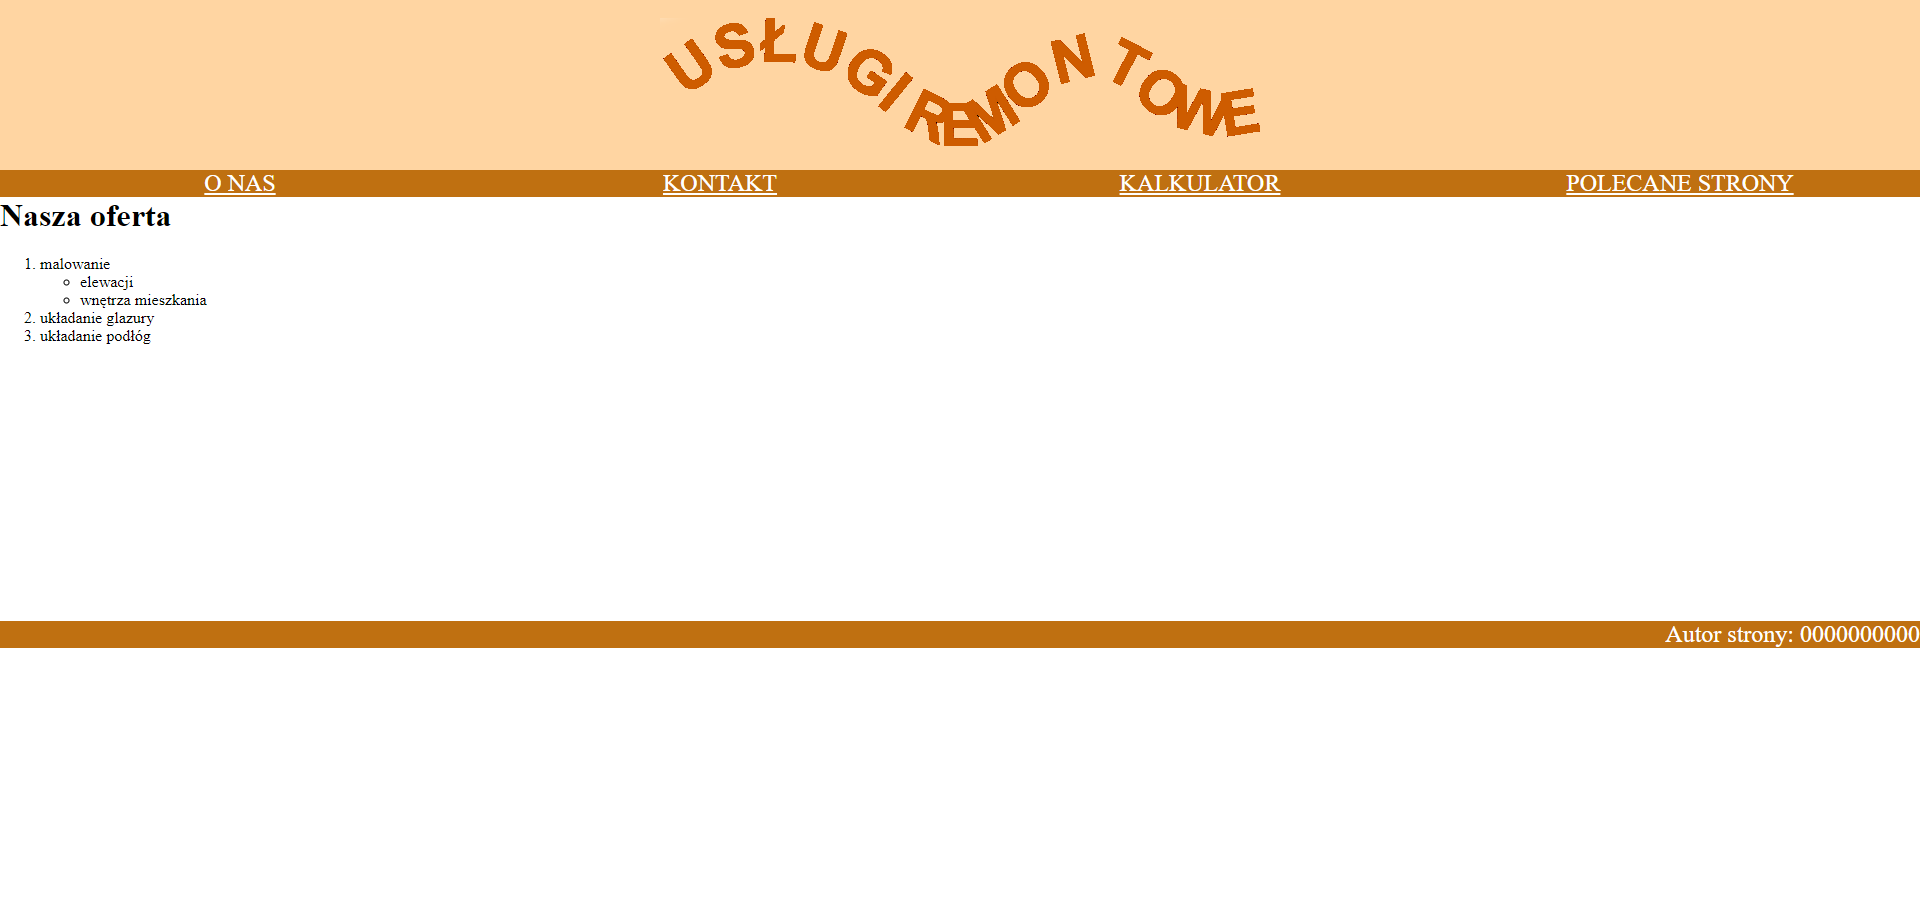 USŁUGI REMONTOWE
O NAS KONTAKT KALKULATOR POLECANE STRONY
Nasza oferta
1. malowanie
elewacji
wnętrza mieszkania
2. układanie glazury
3. układanie podłóg
Autor strony: 0000000000